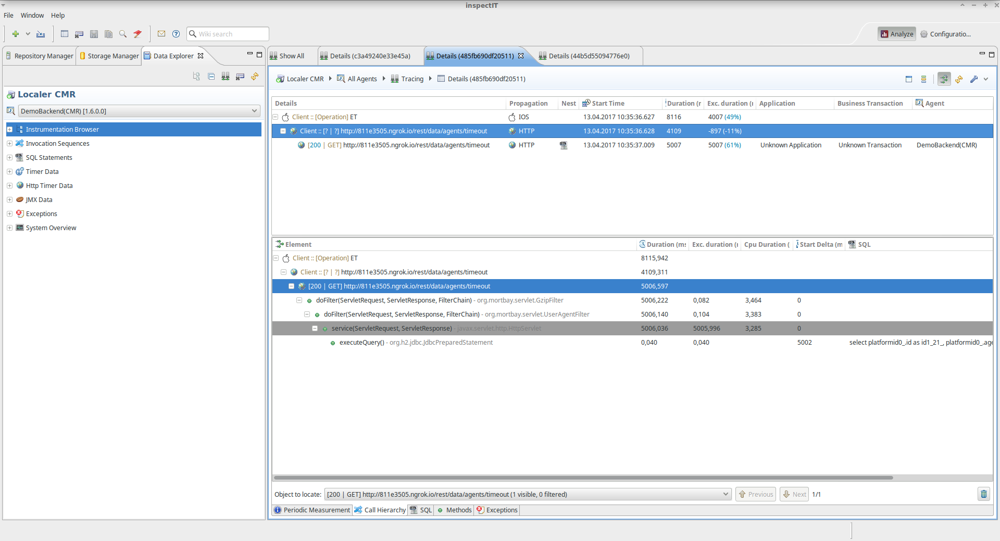 inspectIT
File Window Help
Wiki search
Analyze Configuratio...
Repository Manager Storage Manager Data Explorer
Show All Details (c3a49240e33e45a) Details (485fb690df20511) Details (44b5d55094776e0)
Localer CMR
DemoBackend(CMR) [1.6.0.0]
Instrumentation Browser
Invocation Sequences
SQL Statements
Timer Data
Http Timer Data
JMX Data
Exceptions
System Overview
Localer CMR All Agents Tracing Details (485fb690df20511)
Details Propagation Nest Start Time Duration (r Exc. duration (ı Application Business Transaction Agent
Client :: [Operation] ET IOS 13.04.2017 10:35:36.627 8116 4007 (49%)
Client :: [? | ?] http://811e3505.ngrok.io/rest/data/agents/timeout HTTP 13.04.2017 10:35:36.628 4109 -897 (-11%)
[200 | GET] http://811e3505.ngrok.io/rest/data/agents/timeout HTTP 13.04.2017 10:35:37.009 5007 5007 (61%) Unknown Application Unknown Transaction DemoBackend(CMR)
Element Duration (ms Exc. duration (ı Cpu Duration ( Start Delta (m SQL
Client :: [Operation] ET 8115,942
Client :: [? | ?] http://811e3505.ngrok.io/rest/data/agents/timeout 4109,311
[200 | GET] http://811e3505.ngrok.io/rest/data/agents/timeout 5006,597
doFilter(ServletRequest, ServletResponse, FilterChain) - org.mortbay.servlet.GzipFilter 5006,222 0,082 3,464 0
doFilter(ServletRequest, ServletResponse, FilterChain) - org.mortbay.servlet.UserAgentFilter 5006,140 0,104 3,383 0
service(ServletRequest, ServletResponse) - javax.servlet.http.HttpServlet 5006,036 5005,996 3,285 0
executeQuery() - org.h2.jdbc.JdbcPreparedStatement 0,040 0,040 5002 select platformid0_.id as id1_21_, platformid0_.age
Object to locate: [200 | GET] http://811e3505.ngrok.io/rest/data/agents/timeout (1 visible, 0 filtered) Previous Next 1/1
Periodic Measurement Call Hierarchy SQL Methods Exceptions